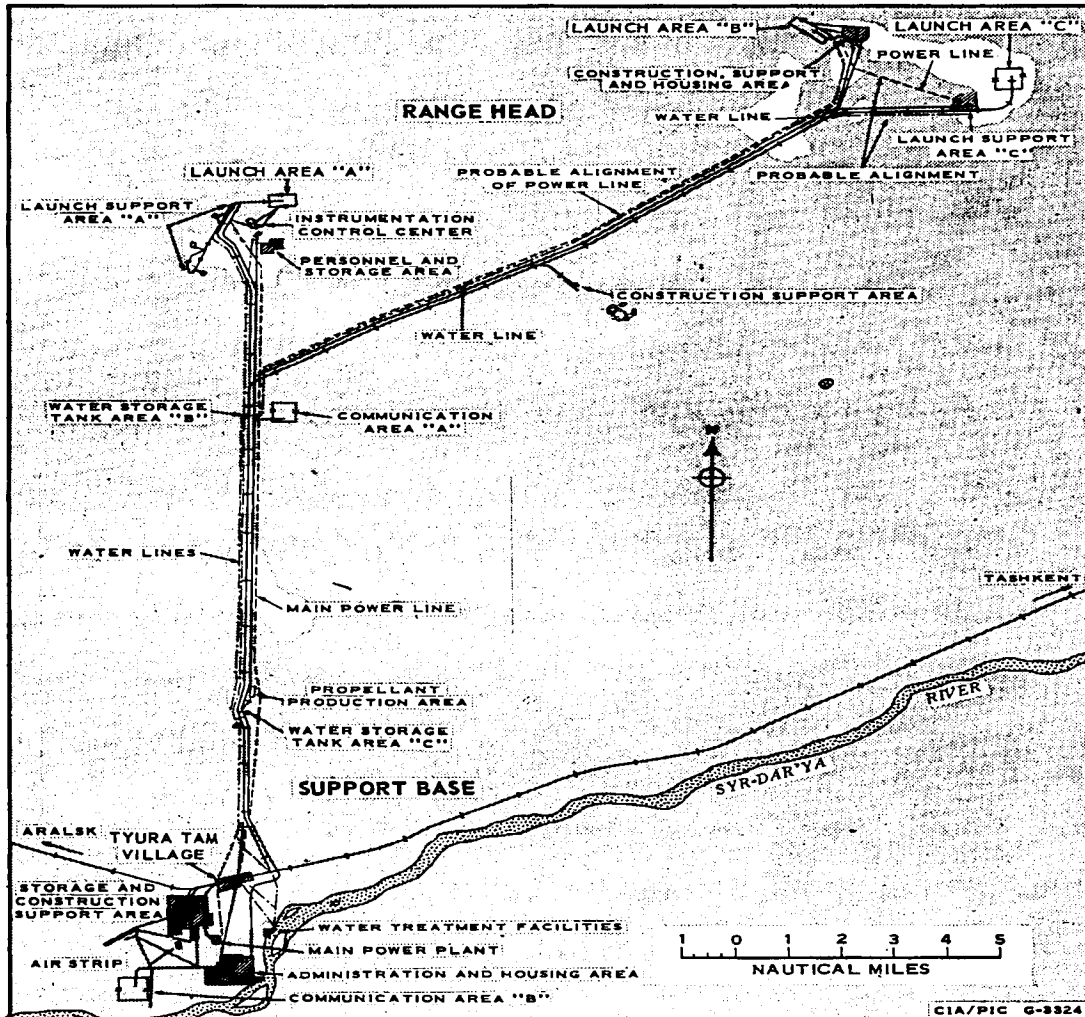 LAUNCH AREA "B"
LAUNCH AREA "C"
POWER LINE
CONSTRUCTION, SUPPORT
AND HOUSING AREA
RANGE HEAD
WATER LINE
LAUNCH SUPPORT
AREA "C"
PROBABLE ALIGNMENT
OF POWER LINE
PROBABLE ALIGNMENT
LAUNCH AREA "A"
LAUNCH SUPPORT
AREA "A"
INSTRUMENTATION
CONTROL CENTER
PERSONNEL AND
STORAGE AREA
CONSTRUCTION SUPPORT AREA
WATER LINE
WATER STORAGE
TANK AREA "B"
COMMUNICATION
AREA "A"
N
WATER LINES
TASHKENT
MAIN POWER LINE
PROPELLANT
PRODUCTION AREA
RIVER
WATER STORAGE
TANK AREA "C"
SYR-DAR'YA
SUPPORT BASE
ARALSK
TYURA TAM
VILLAGE
STORAGE AND
CONSTRUCTION
SUPPORT AREA
WATER TREATMENT FACILITIES
MAIN POWER PLANT
AIR STRIP
ADMINISTRATION AND HOUSING AREA
COMMUNICATION AREA "B"
1 0 1 2 3 4 5
NAUTICAL MILES
CIA/PIC G-3324